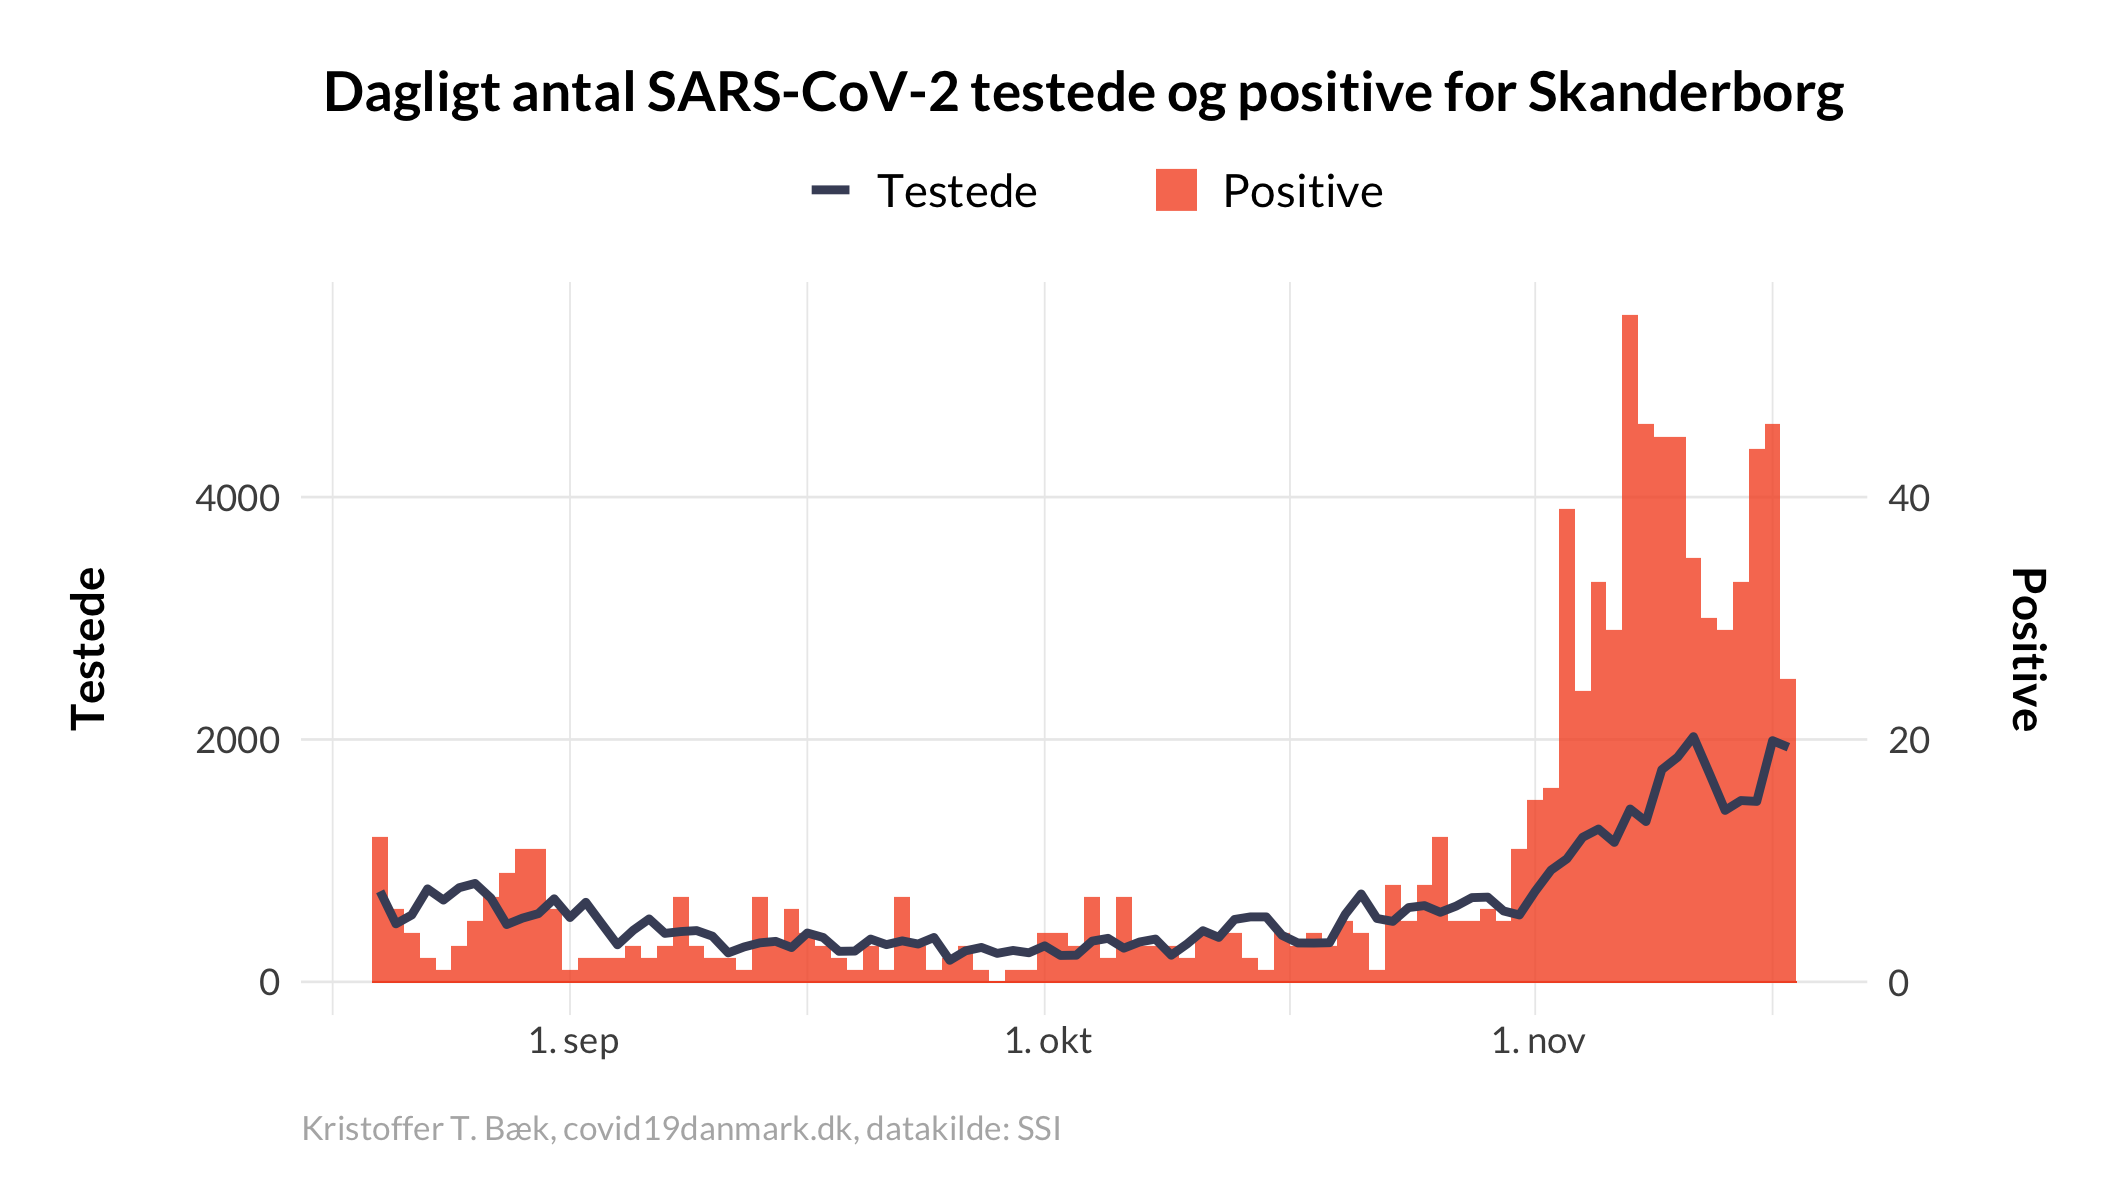 Dagligt antal SARS-CoV-2 testede og positive for Skanderborg
Testede
Positive
4000
2000
0
Testede
40
20
0
Positive
1. sep
1. okt
1. nov
Kristoffer T. Bæk, covid19danmark.dk, datakilde: SSI